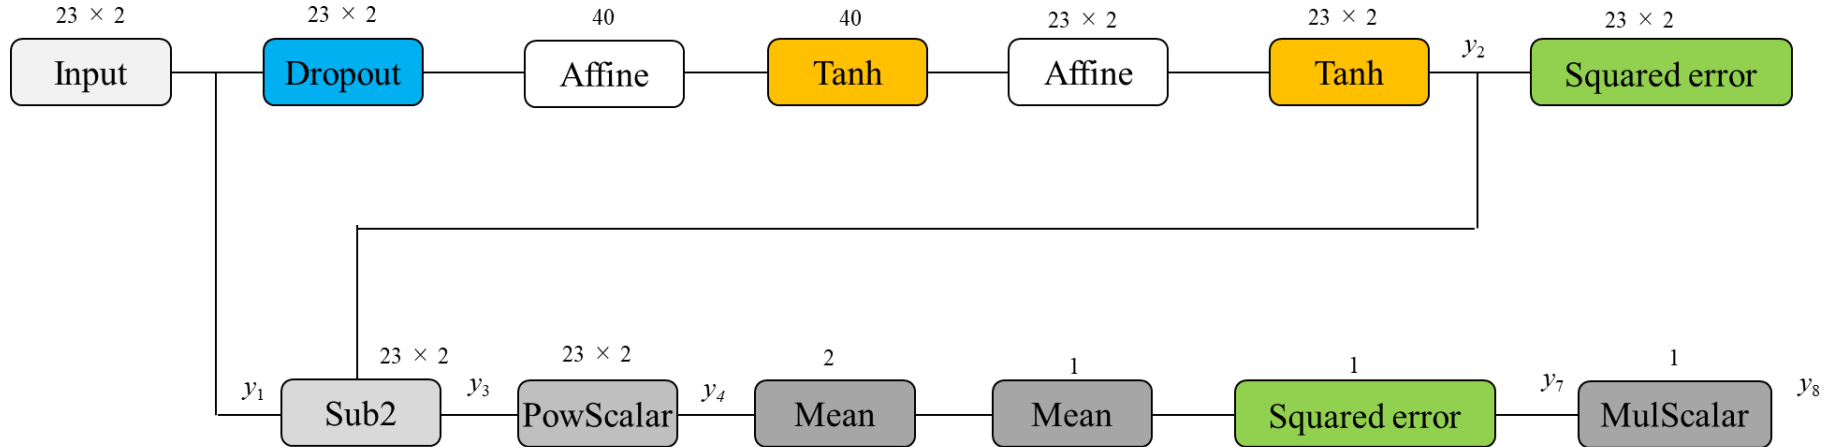 23 × 2 23 × 2 40 40 23 × 2 23 × 2 23 × 2
Input Dropout Affine Tanh Affine Tanh y2 Squared error
23 × 2 23 × 2 2 1 1 1
y1 Sub2 y3 PowScalar y4 Mean Mean Squared error y7 MulScalar y8